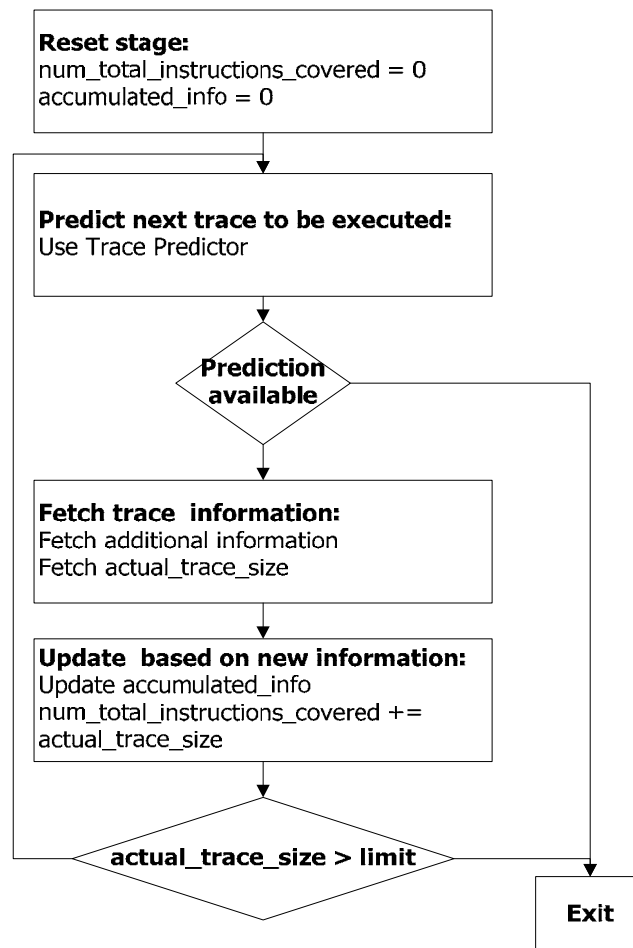 Reset stage:
num_total_instructions_covered = 0
accumulated_info = 0
Predict next trace to be executed:
Use Trace Predictor
Prediction
available
Fetch trace  information:
Fetch additional information
Fetch actual_trace_size
Update  based on new information:
Update accumulated_info
num_total_instructions_covered +=
actual_trace_size
actual_trace_size > limit
Exit